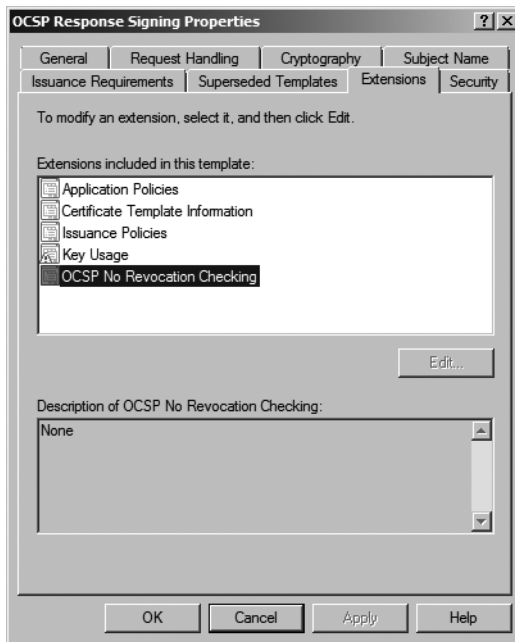 OCSP Response Signing Properties
General Request Handling Cryptography Subject Name
Issuance Requirements Superseded Templates Extensions Security
To modify an extension, select it, and then click Edit.
Extensions included in this template:
Application Policies
Certificate Template Information
Issuance Policies
Key Usage
OCSP No Revocation Checking
Edit...
Description of OCSP No Revocation Checking:
None
OK Cancel Apply Help